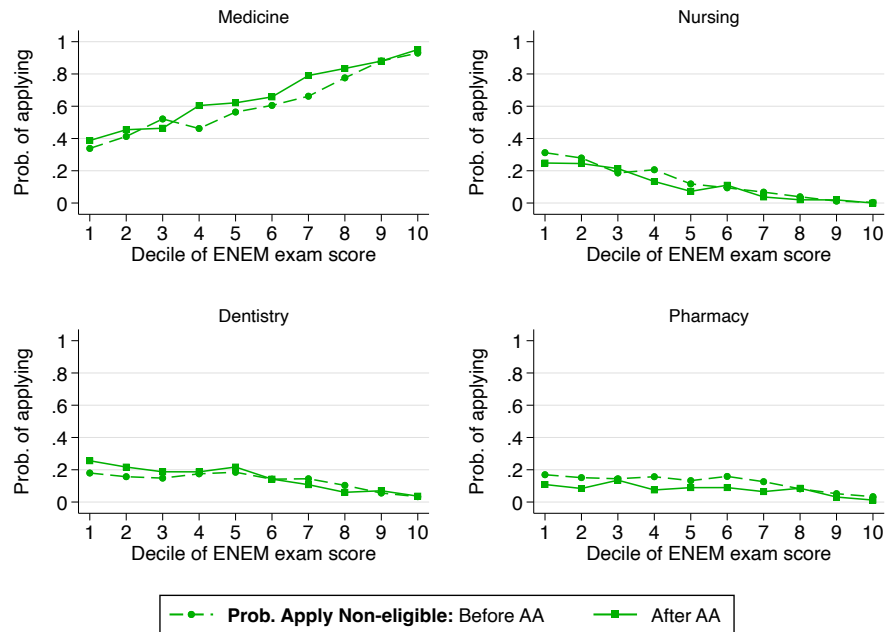 Medicine
Prob. of applying
1
.8
.6
.4
.2
0
1 2 3 4 5 6 7 8 9 10
Decile of ENEM exam score
Nursing
Prob. of applying
1
.8
.6
.4
.2
0
1 2 3 4 5 6 7 8 9 10
Decile of ENEM exam score
Dentistry
Prob. of applying
1
.8
.6
.4
.2
0
1 2 3 4 5 6 7 8 9 10
Decile of ENEM exam score
Pharmacy
Prob. of applying
1
.8
.6
.4
.2
0
1 2 3 4 5 6 7 8 9 10
Decile of ENEM exam score
Prob. Apply Non-eligible: Before AA After AA